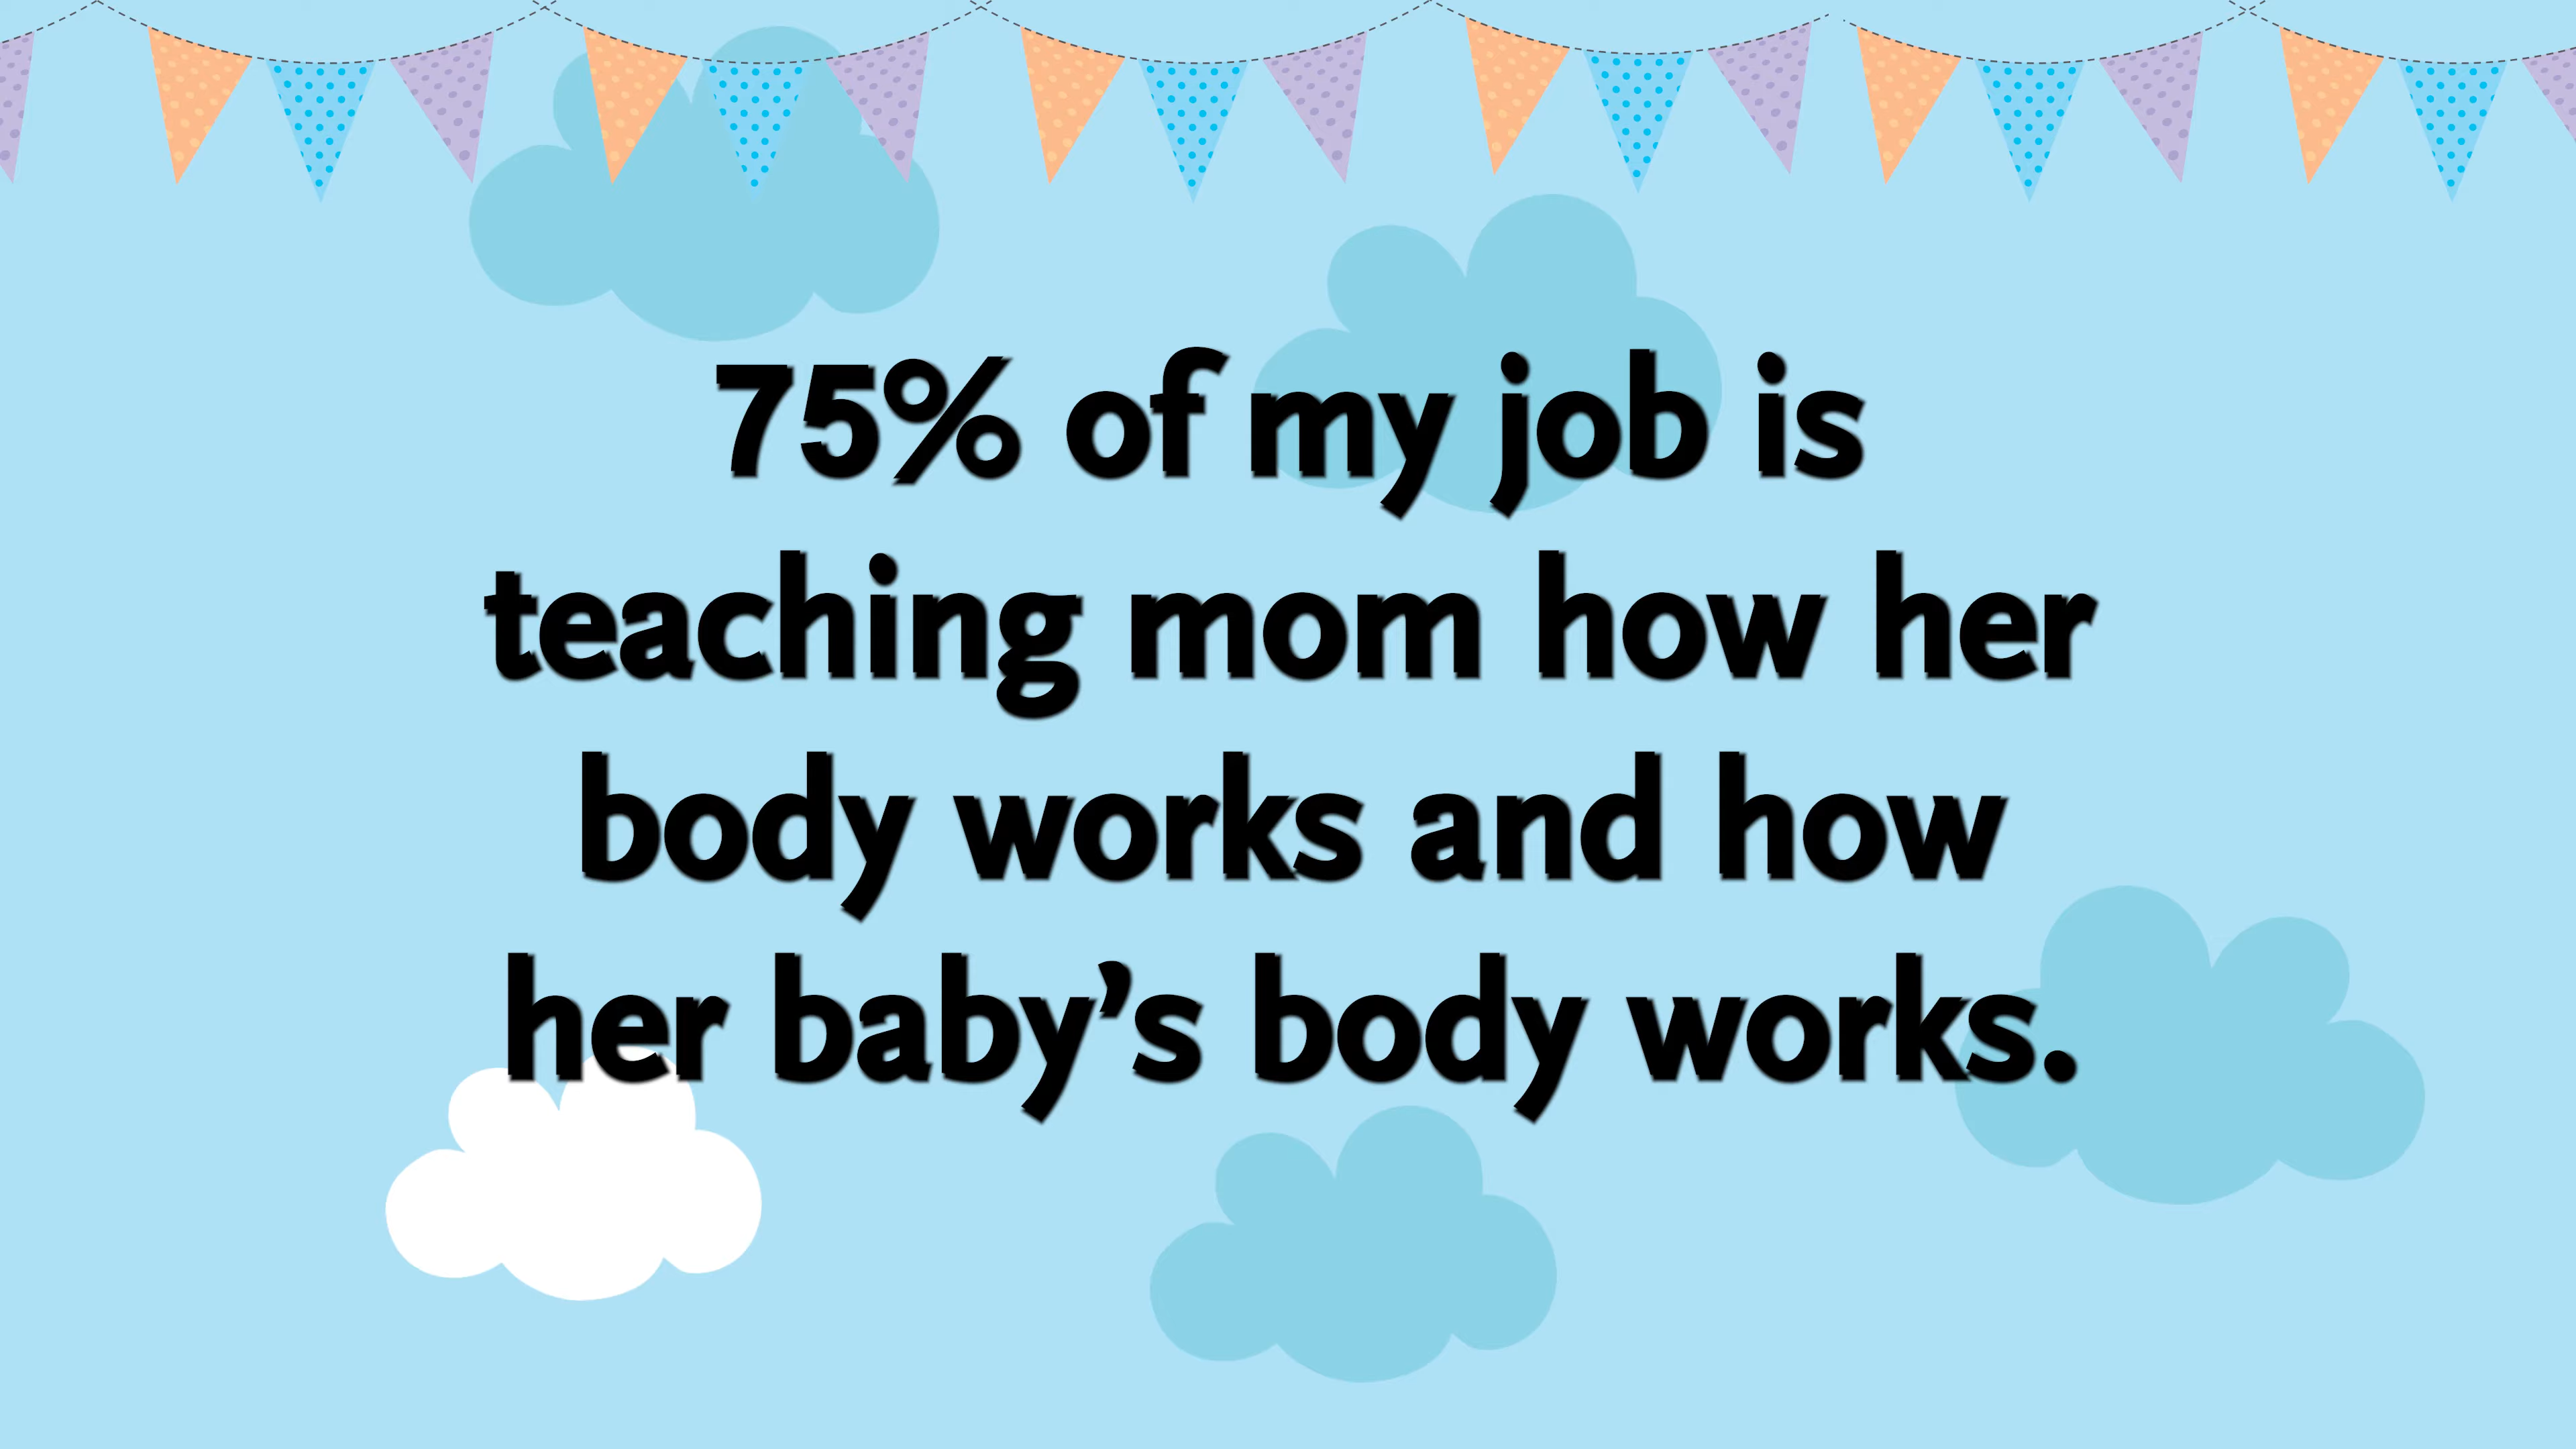 75% of my job is
teaching mom how her
body works and how
her baby’s body works.